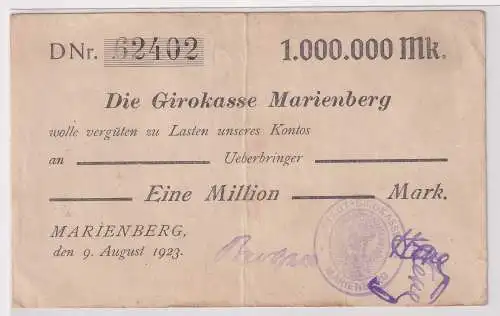 DNr. 62402 1.000.000 Mk.
Die Girokasse Marienberg
wolle vergüten zu Lasten unseres Kontos
an Ueberbringer
Eine Million Mark.
MARIENBERG,
den 9. August 1923.
MARIENBERG